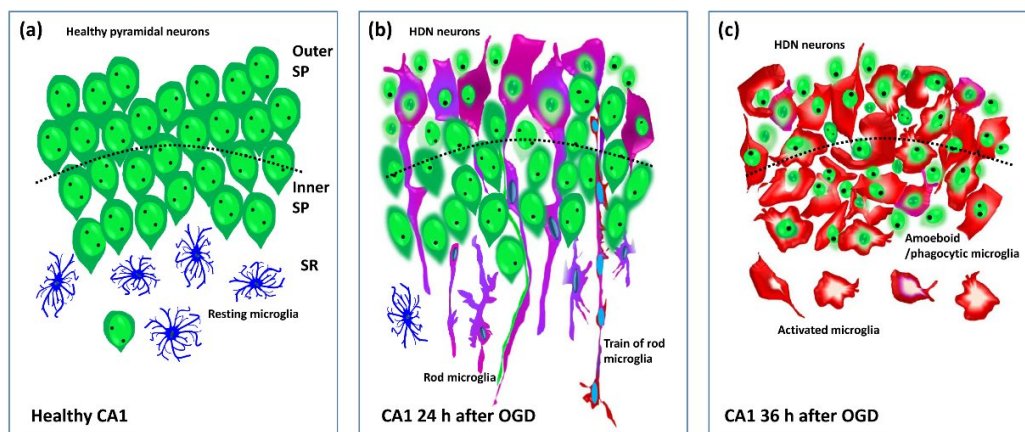 (a)
Healthy pyramidal neurons
Outer
SP
Inner
SP
SR
Resting microglia
Healthy CA1
(b)
HDN neurons
Rod microglia
Train of rod
microglia
CA1 24 h after OGD
(c)
HDN neurons
Amoeboid
/phagocytic microglia
Activated microglia
CA1 36 h after OGD